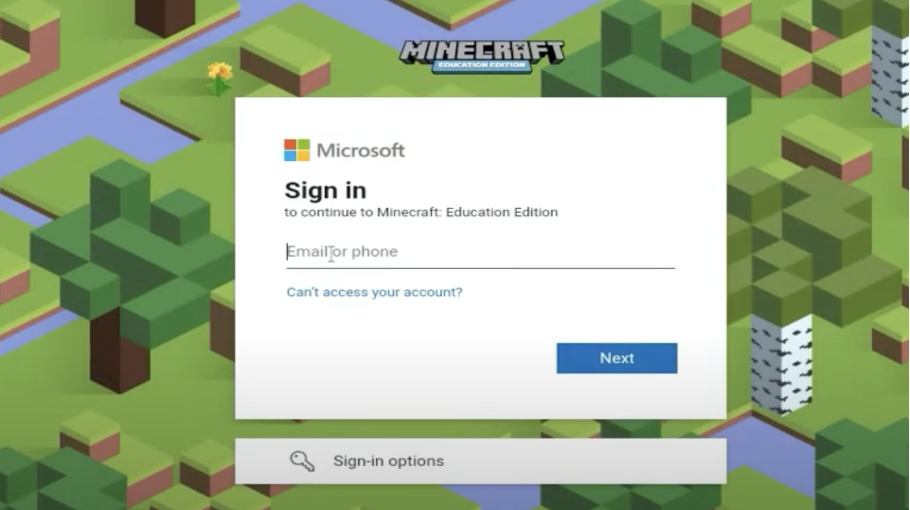 MINECRAFT
EDUCATION EDITION
Microsoft
Sign in
to continue to Minecraft: Education Edition
Email or phone
Can't access your account?
Next
Sign-in options